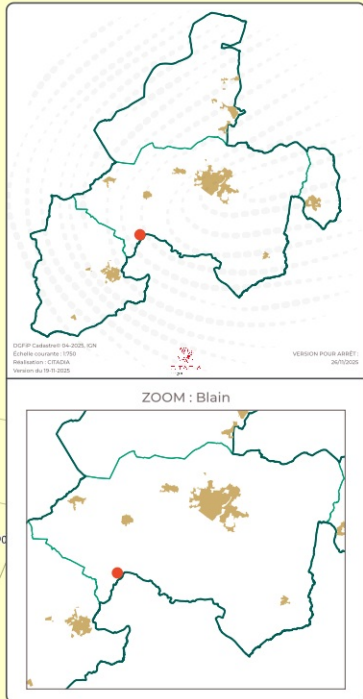 DGFIP Cadastre® 04-2025, IGN
Échelle courante : 1:750
Réalisation : CITADIA
Version du 19-11-2025
VERSION POUR ARRÊT :
26/11/2025
ZOOM : Blain